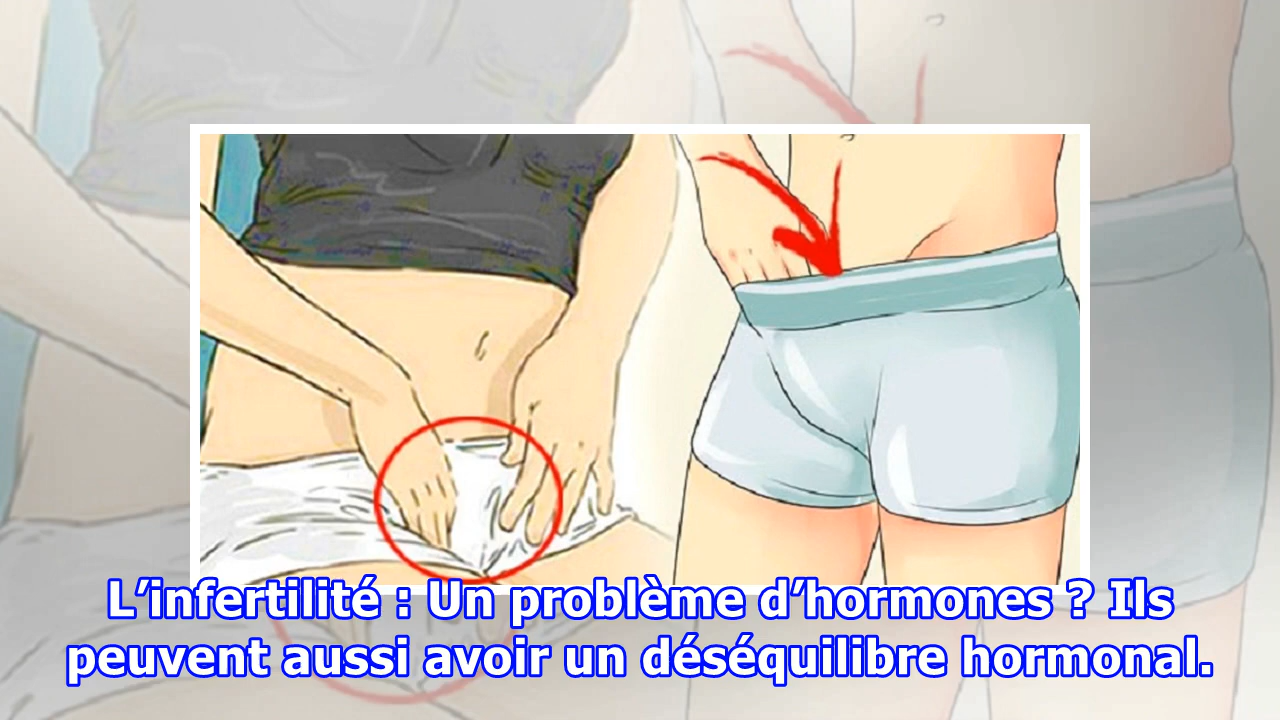 L’infertilité : Un problème d’hormones ? Ils
peuvent aussi avoir un déséquilibre hormonal.